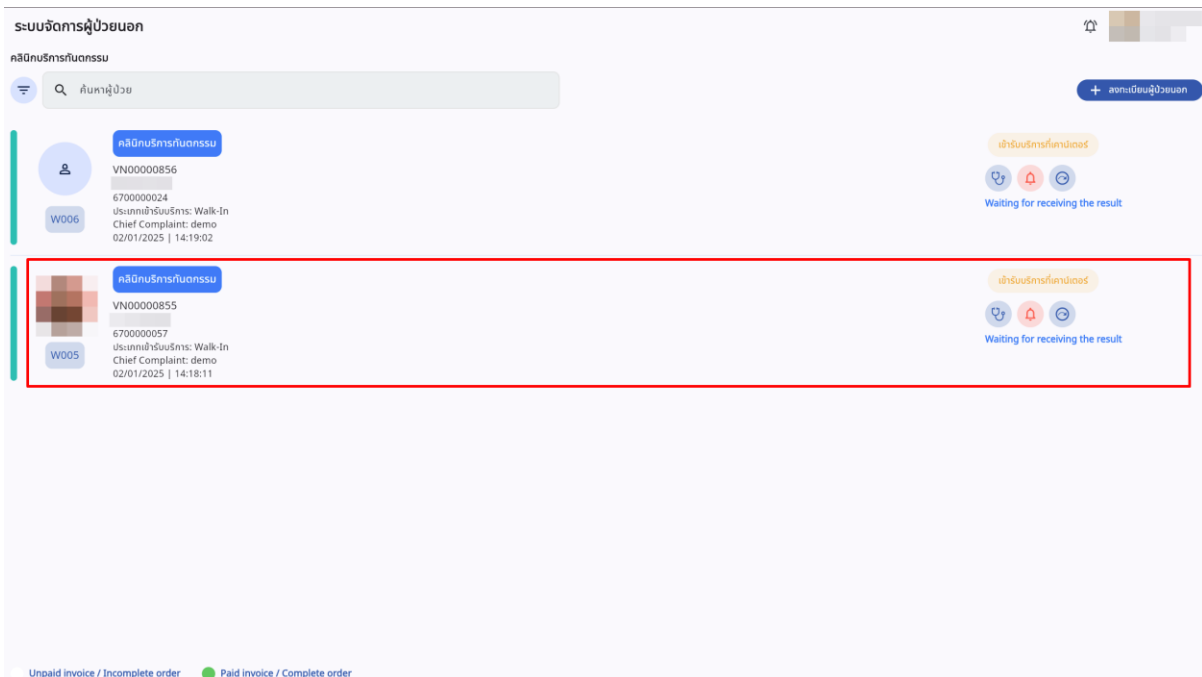 ระบบจัดการผู้ป่วยนอก
คลินิกบริการทันตกรรม
ค้นหาผู้ป่วย
+ ลงทะเบียนผู้ป่วยนอก
คลินิกบริการทันตกรรม
VN00000856
6700000024
ประเภทเข้ารับบริการ: Walk-In
Chief Complaint: demo
02/01/2025 | 14:19:02
W006
เข้ารับบริการที่เคาน์เตอร์
Waiting for receiving the result
คลินิกบริการทันตกรรม
VN00000855
6700000057
ประเภทเข้ารับบริการ: Walk-In
Chief Complaint: demo
02/01/2025 | 14:18:11
W005
เข้ารับบริการที่เคาน์เตอร์
Waiting for receiving the result
Unpaid invoice / Incomplete order
Paid invoice / Complete order